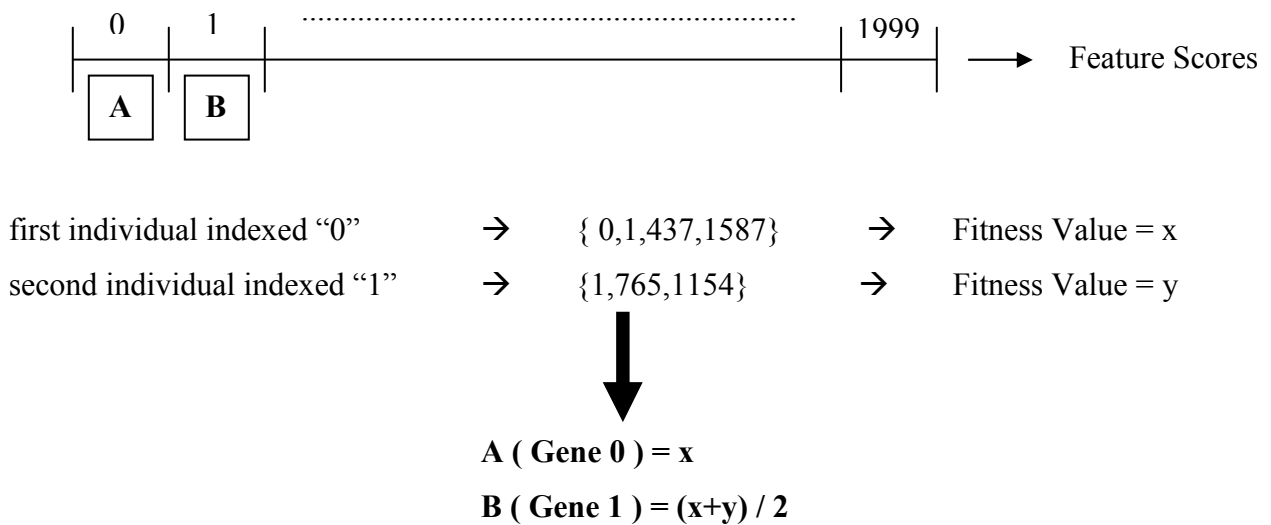 0 1 ........................................................................ 1999
Feature Scores
A B
first individual indexed “0” → { 0,1,437,1587} → Fitness Value = x
second individual indexed “1” → {1,765,1154} → Fitness Value = y
A ( Gene 0 ) = x
B ( Gene 1 ) = (x+y) / 2